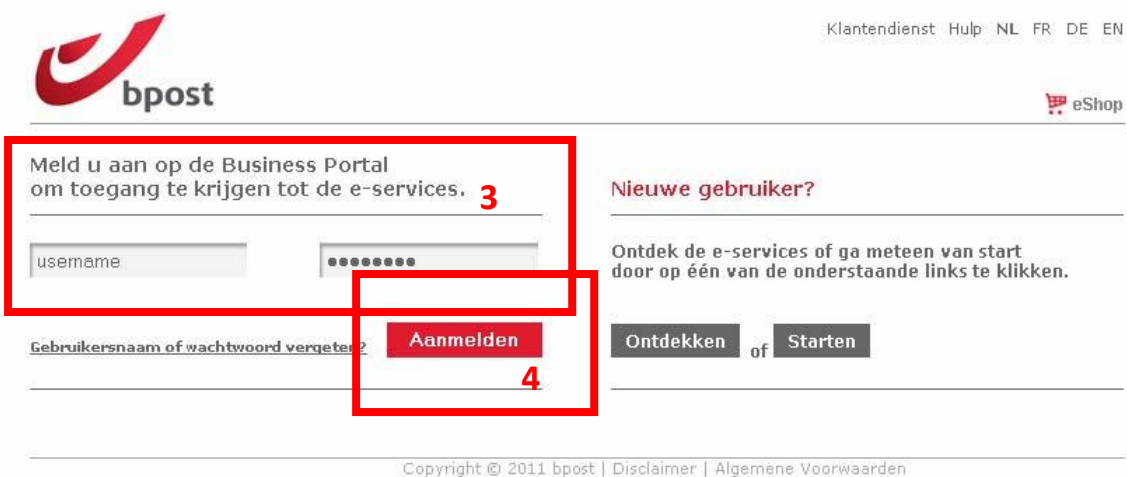 Klantendienst Hulp NL FR DE EN
bpost
eShop
Meld u aan op de Business Portal
om toegang te krijgen tot de e-services.
3
username
●●●●●●●●
Gebruikersnaam of wachtwoord vergeten?
Aanmelden
4
Nieuwe gebruiker?
Ontdek de e-services of ga meteen van start
door op één van de onderstaande links te klikken.
Ontdekken of Starten
Copyright © 2011 bpost | Disclaimer | Algemene Voorwaarden